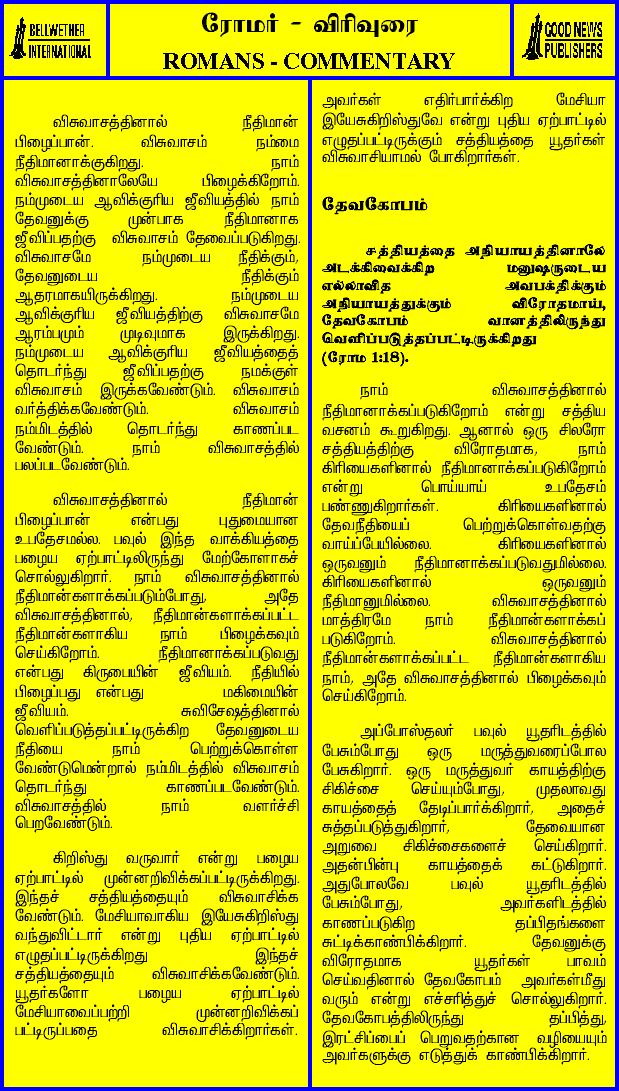 BELLWETHER
INTERNATIONAL
ரோமர் - விரிவுரை
ROMANS - COMMENTARY
GOOD NEWS
PUBLISHERS
விசுவாசத்தினால் நீதிமான்
பிழைப்பான். விசுவாசம் நம்மை
நீதிமானாக்குகிறது. நாம்
விசுவாசத்தினாலேயே பிழைக்கிறோம்.
நம்முடைய ஆவிக்குரிய ஜீவியத்தில் நாம்
தேவனுக்கு முன்பாக நீதிமானாக
ஜீவிப்பதற்கு விசுவாசம் தேவைப்படுகிறது.
விசுவாசமே நம்முடைய நீதிக்கும்,
தேவனுடைய நீதிக்கும்
ஆதரமாகயிருக்கிறது. நம்முடைய
ஆவிக்குரிய ஜீவியத்திற்கு விசுவாசமே
ஆரம்பமும் முடிவுமாக இருக்கிறது.
நம்முடைய ஆவிக்குரிய ஜீவியத்தைத்
தொடர்ந்து ஜீவிப்பதற்கு நமக்குள்
விசுவாசம் இருக்கவேண்டும். விசுவாசம்
வர்த்திக்கவேண்டும். விசுவாசம்
நம்மிடத்தில் தொடர்ந்து காணப்பட
வேண்டும். நாம் விசுவாசத்தில்
பலப்படவேண்டும்.
விசுவாசத்தினால் நீதிமான்
பிழைப்பான் என்பது புதுமையான
உபதேசமல்ல. பவுல் இந்த வாக்கியத்தை
பழைய ஏற்பாட்டிலிருந்து மேற்கோளாகச்
சொல்லுகிறார். நாம் விசுவாசத்தினால்
நீதிமான்களாக்கப்படும்போது, அதே
விசுவாசத்தினால், நீதிமான்களாக்கப்பட்ட
நீதிமான்களாகிய நாம் பிழைக்கவும்
செய்கிறோம். நீதிமானாக்கப்படுவது
என்பது கிருபையின் ஜீவியம். நீதியில்
பிழைப்பது என்பது மகிமையின்
ஜீவியம். சுவிசேஷத்தினால்
வெளிப்படுத்தப்பட்டிருக்கிற தேவனுடைய
நீதியை நாம் பெற்றுக்கொள்ள
வேண்டுமென்றால் நம்மிடத்தில் விசுவாசம்
தொடர்ந்து காணப்படவேண்டும்.
விசுவாசத்தில் நாம் வளர்ச்சி
பெறவேண்டும்.
கிறிஸ்து வருவார் என்று பழைய
ஏற்பாட்டில் முன்னறிவிக்கப்பட்டிருக்கிறது.
இந்தச் சத்தியத்தையும் விசுவாசிக்க
வேண்டும். மேசியாவாகிய இயேசுகிறிஸ்து
வந்துவிட்டார் என்று புதிய ஏற்பாட்டில்
எழுதப்பட்டிருக்கிறது இந்தச்
சத்தியத்தையும் விசுவாசிக்கவேண்டும்.
யூதர்களோ பழைய ஏற்பாட்டில்
மேசியாவைப்பற்றி முன்னறிவிக்கப்
பட்டிருப்பதை விசுவாசிக்கிறார்கள்.
அவர்கள் எதிர்பார்க்கிற மேசியா
இயேசுகிறிஸ்துவே என்று புதிய ஏற்பாட்டில்
எழுதப்பட்டிருக்கும் சத்தியத்தை யூதர்கள்
விசுவாசியாமல் போகிறார்கள்.
தேவகோபம்
சத்தியத்தை அநியாயத்தினாலே
அடக்கிவைக்கிற மனுஷருடைய
எல்லாவித அவபக்திக்கும்
அநியாயத்துக்கும் விரோதமாய்,
தேவகோபம் வானத்திலிருந்து
வெளிப்படுத்தப்பட்டிருக்கிறது
(ரோம 1:18).
நாம் விசுவாசத்தினால்
நீதிமானாக்கப்படுகிறோம் என்று சத்திய
வசனம் கூறுகிறது. ஆனால் ஒரு சிலரோ
சத்தியத்திற்கு விரோதமாக, நாம்
கிரியைகளினால் நீதிமானாக்கப்படுகிறோம்
என்று பொய்யாய் உபதேசம்
பண்ணுகிறார்கள். கிரியைகளினால்
தேவநீதியைப் பெற்றுக்கொள்வதற்கு
வாய்ப்பேயில்லை. கிரியைகளினால்
ஒருவனும் நீதிமானாக்கப்படுவதுமில்லை.
கிரியைகளினால் ஒருவனும்
நீதிமானுமில்லை. விசுவாசத்தினால்
மாத்திரமே நாம் நீதிமான்களாக்கப்
படுகிறோம். விசுவாசத்தினால்
நீதிமான்களாக்கப்பட்ட நீதிமான்களாகிய
நாம், அதே விசுவாசத்தினால் பிழைக்கவும்
செய்கிறோம்.
அப்போஸ்தலர் பவுல் யூதரிடத்தில்
பேசும்போது ஒரு மருத்துவரைப்போல
பேசுகிறார். ஒரு மருத்துவர் காயத்திற்கு
சிகிச்சை செய்யும்போது, முதலாவது
காயத்தைத் தேடிப்பார்க்கிறார், அதைச்
சுத்தப்படுத்துகிறார், தேவையான
அறுவை சிகிச்சைகளைச் செய்கிறார்.
அதன்பின்பு காயத்தைக் கட்டுகிறார்.
அதுபோலவே பவுல் யூதரிடத்தில்
பேசும்போது, அவர்களிடத்தில்
காணப்படுகிற தப்பிதங்களை
சுட்டிக்காண்பிக்கிறார். தேவனுக்கு
விரோதமாக யூதர்கள் பாவம்
செய்வதினால் தேவகோபம் அவர்கள்மீது
வரும் என்று எச்சரித்துச் சொல்லுகிறார்.
தேவகோபத்திலிருந்து தப்பித்து,
இரட்சிப்பைப் பெறுவதற்கான வழியையும்
அவர்களுக்கு எடுத்துக் காண்பிக்கிறார்.